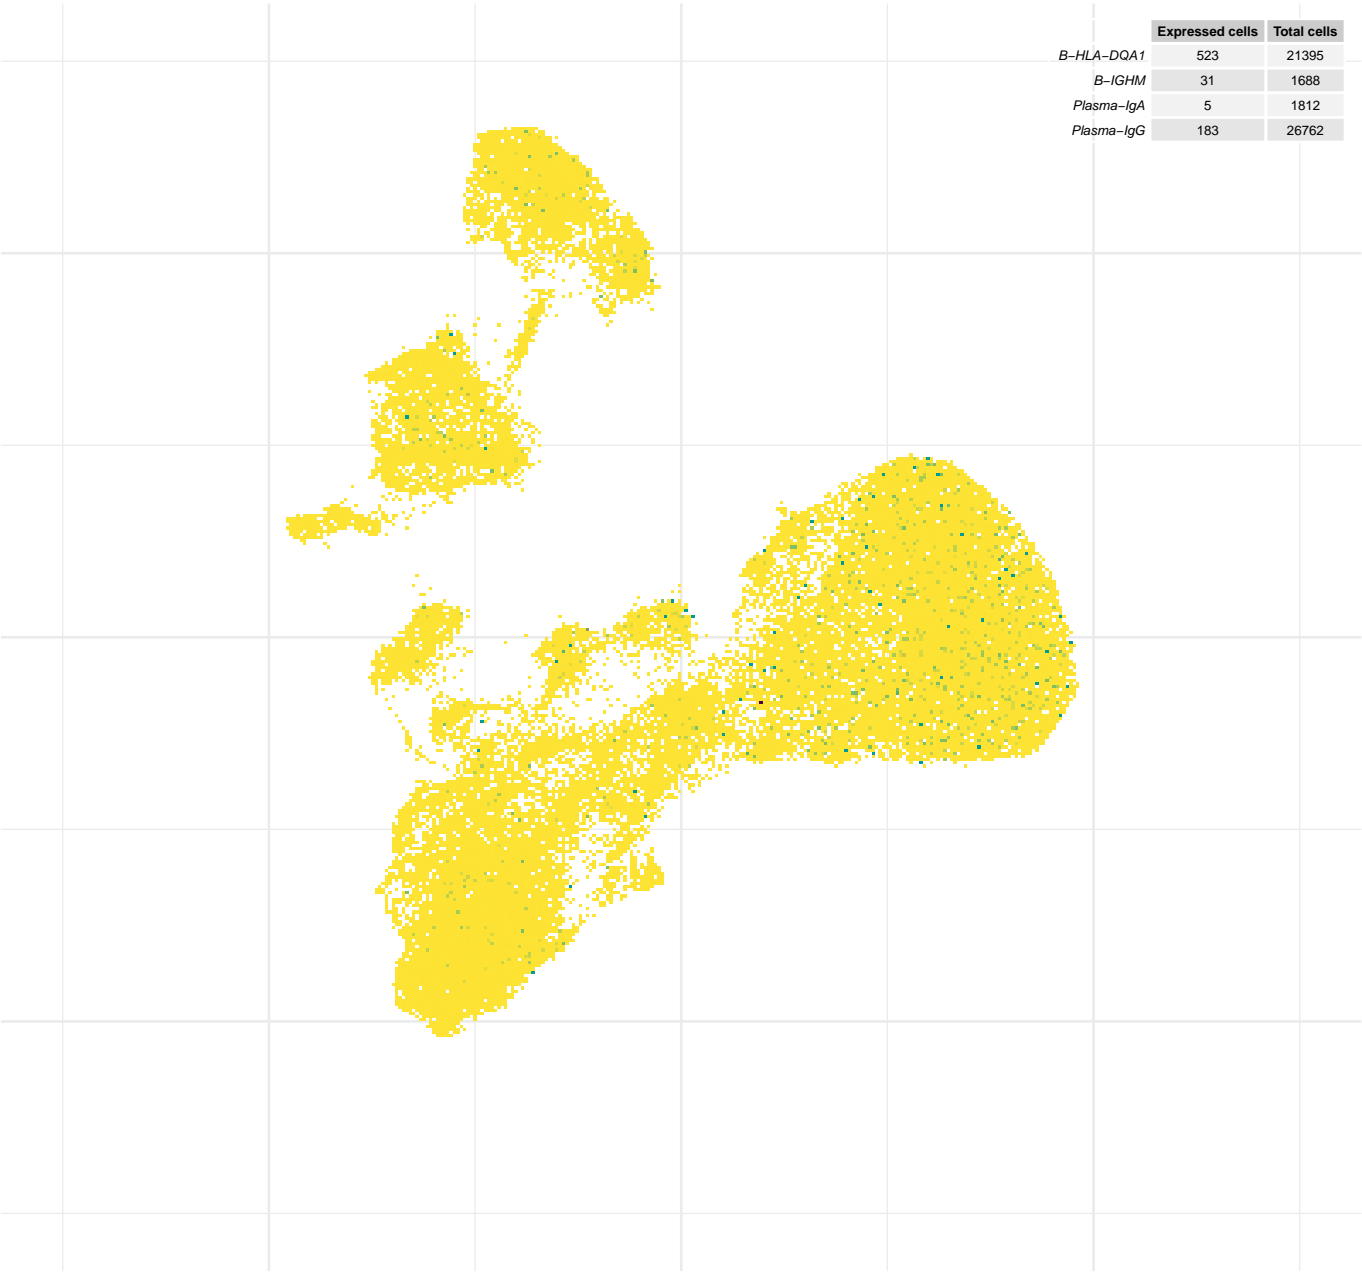 Expressed cells Total cells
B−HLA−DQA1 523 21395
B−IGHM 31 1688
Plasma−IgA 5 1812
Plasma−IgG 183 26762